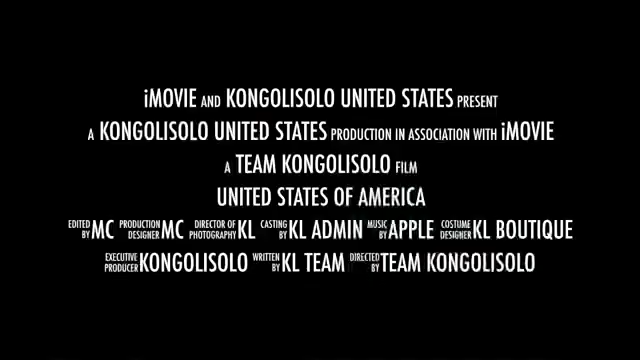 iMOVIE AND KONGOLISOLO UNITED STATES PRESENT
A KONGOLISOLO UNITED STATES PRODUCTION IN ASSOCIATION WITH iMOVIE
A TEAM KONGOLISOLO FILM
UNITED STATES OF AMERICA
EDITED BY MC PRODUCTION DESIGNER MC DIRECTOR OF PHOTOGRAPHY KL CASTING BY KL ADMIN MUSIC BY APPLE COSTUME DESIGNER KL BOUTIQUE
EXECUTIVE PRODUCER KONGOLISOLO WRITTEN BY KL TEAM DIRECTED BY TEAM KONGOLISOLO